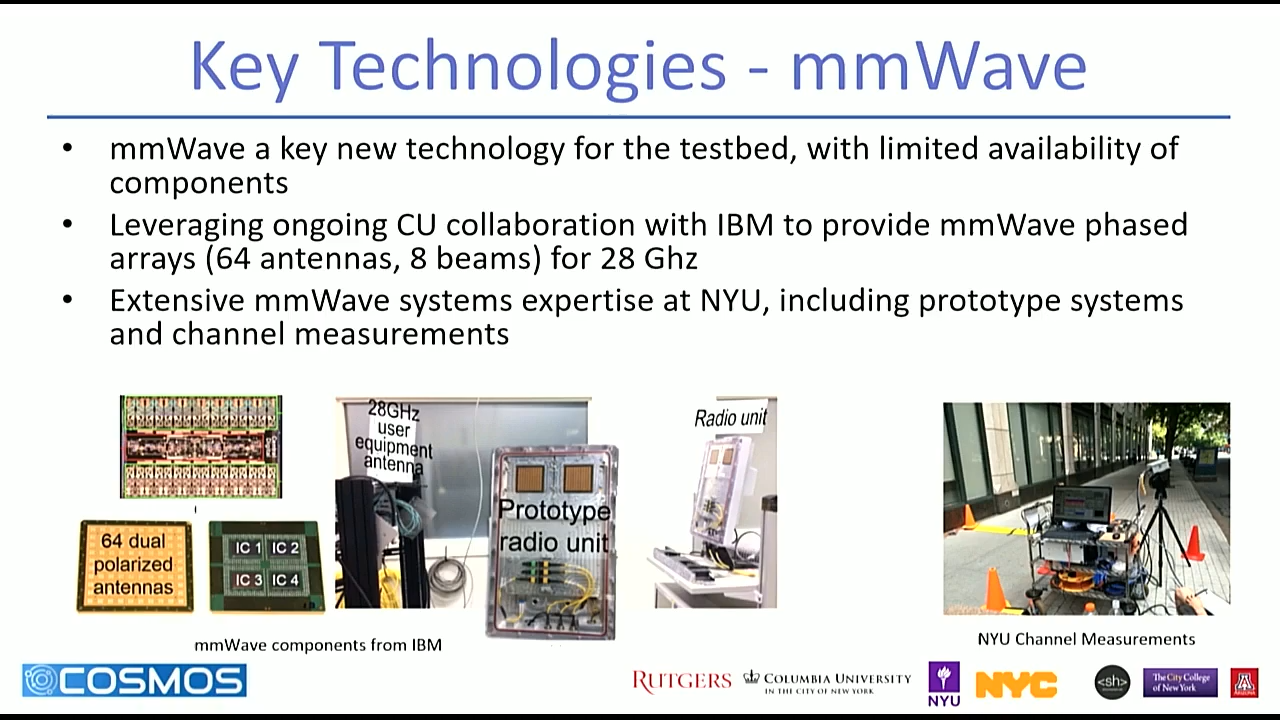 Key Technologies - mmWave
• mmWave a key new technology for the testbed, with limited availability of
components
• Leveraging ongoing CU collaboration with IBM to provide mmWave phased
arrays (64 antennas, 8 beams) for 28 Ghz
• Extensive mmWave systems expertise at NYU, including prototype systems
and channel measurements
64 dual
polarized
antennas
IC 1 IC 2
IC 3 IC 4
28GHz
user
equipment
antenna
Prototype
radio unit
Radio unit
mmWave components from IBM
NYU Channel Measurements
COSMOS
RUTGERS
COLUMBIA UNIVERSITY
IN THE CITY OF NEW YORK
NYU
NYC
<sh>
The City College
of New York
A
ARIZONA